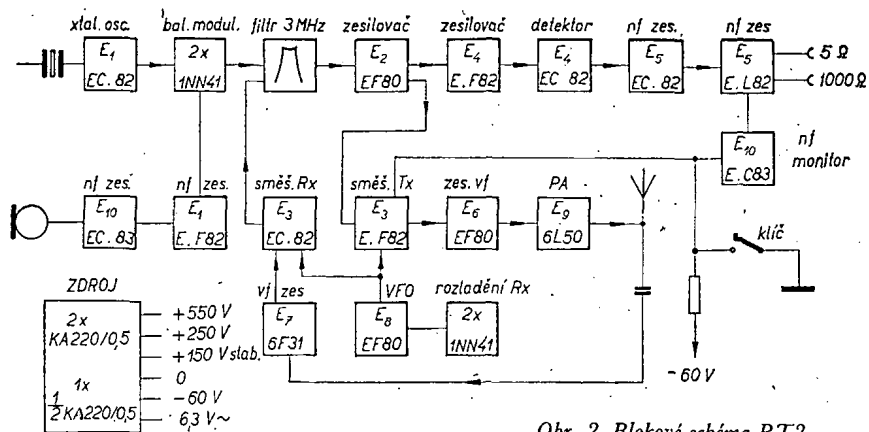 xtal. osc.
bal. modul.
filtr 3 MHz
zesilovač
zesilovač
detektor
nf zes.
nf zes
E1
EC. 82
2x
1NN41
E2
EF80
E4
E.F82
E4
EC 82
E5
EC. 82
E5
E.L82
5 Ω
1000 Ω
E10
E.C83
nf
monitor
nf zes.
nf zes.
směš. Rx
směš. Tx
zes. vf
PA
E10
EC. 83
E1
E.F82
E3
EC. 82
E3
E.F82
E6
EF80
E9
6L50
klíč
ZDROJ
vf zes
VFO
rozladění Rx
2x
KA220/0,5
1x
1/2 KA220/0,5
+550 V
+250 V
+150 V stab.
0
-60 V
6,3 V~
E7
6F31
E8
EF80
2x
1NN41
-60 V
Obr. 2. Blokové schéma RT2